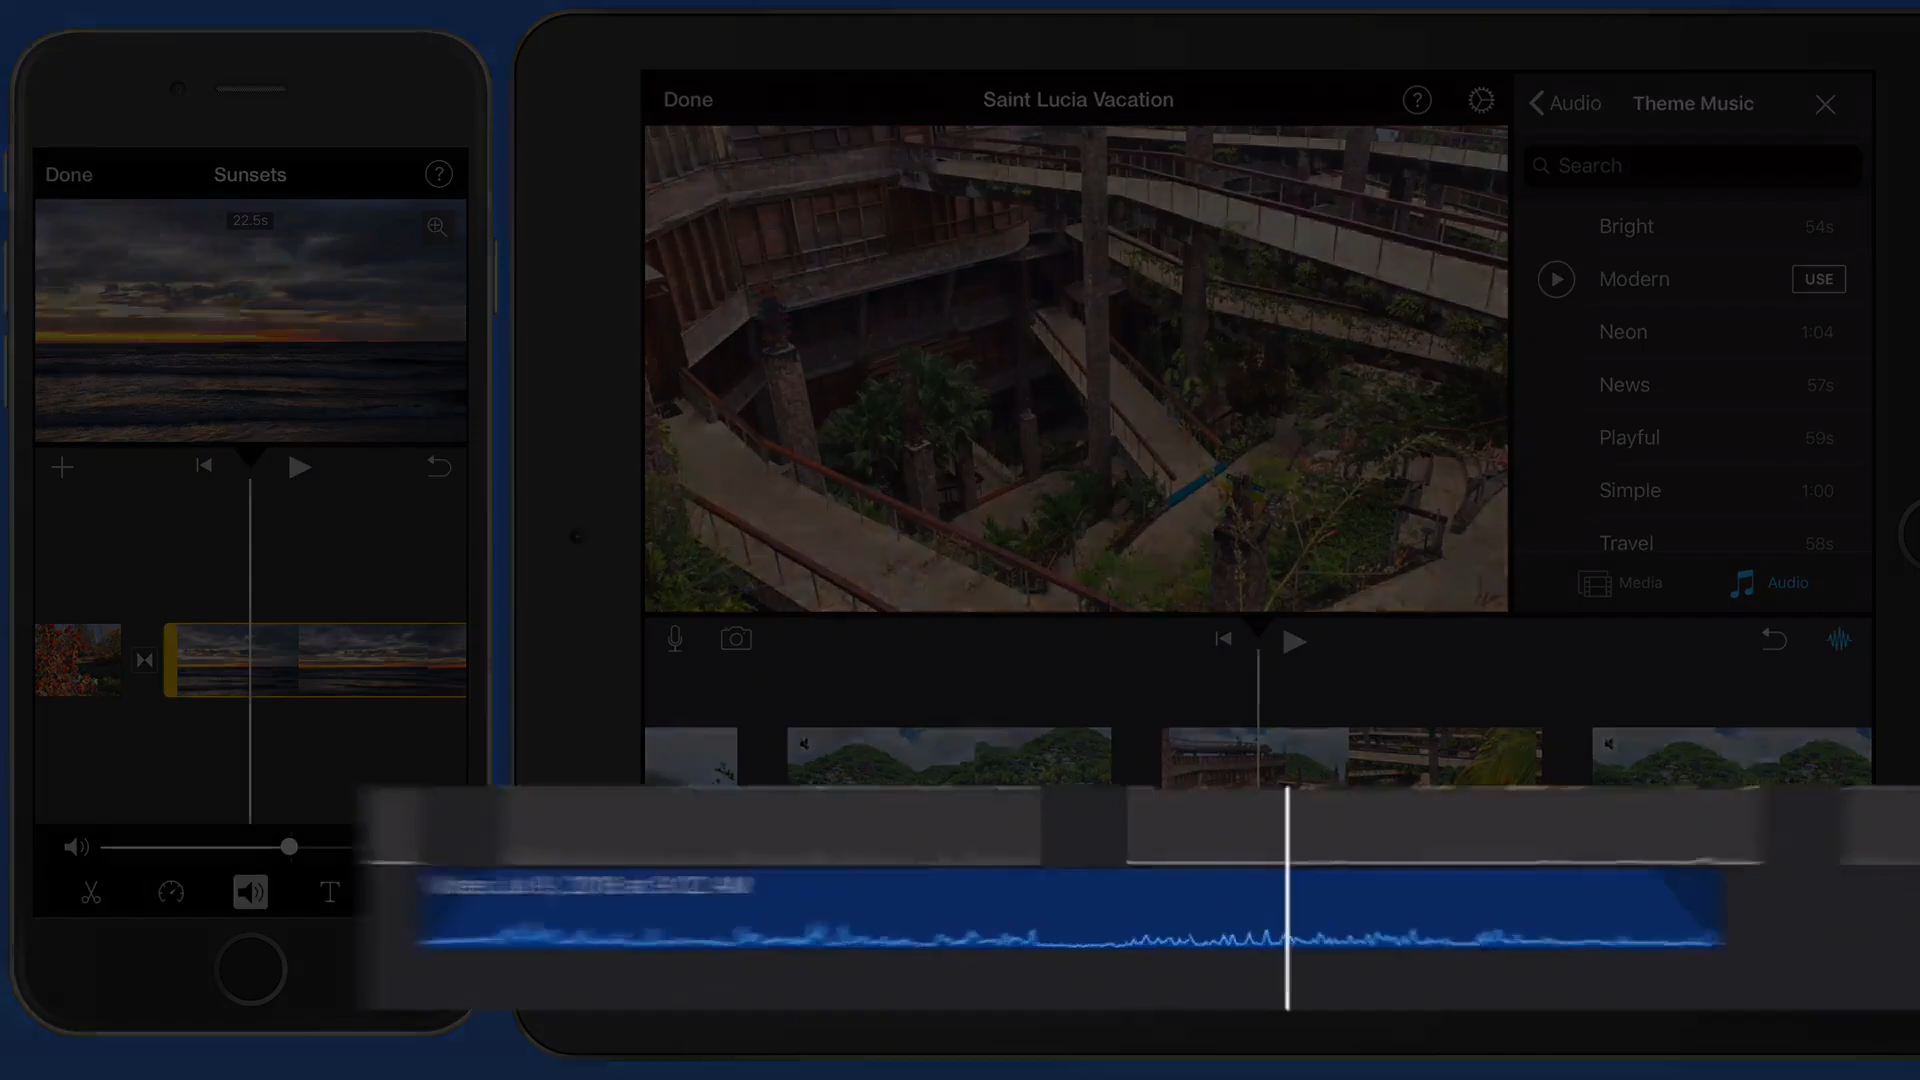 Done
Sunsets
?
22.5s
T
Done
Saint Lucia Vacation
?
Audio
Theme Music
Search
Bright 54s
Modern USE
Neon 1:04
News 57s
Playful 59s
Simple 1:00
Travel 58s
Media
Audio